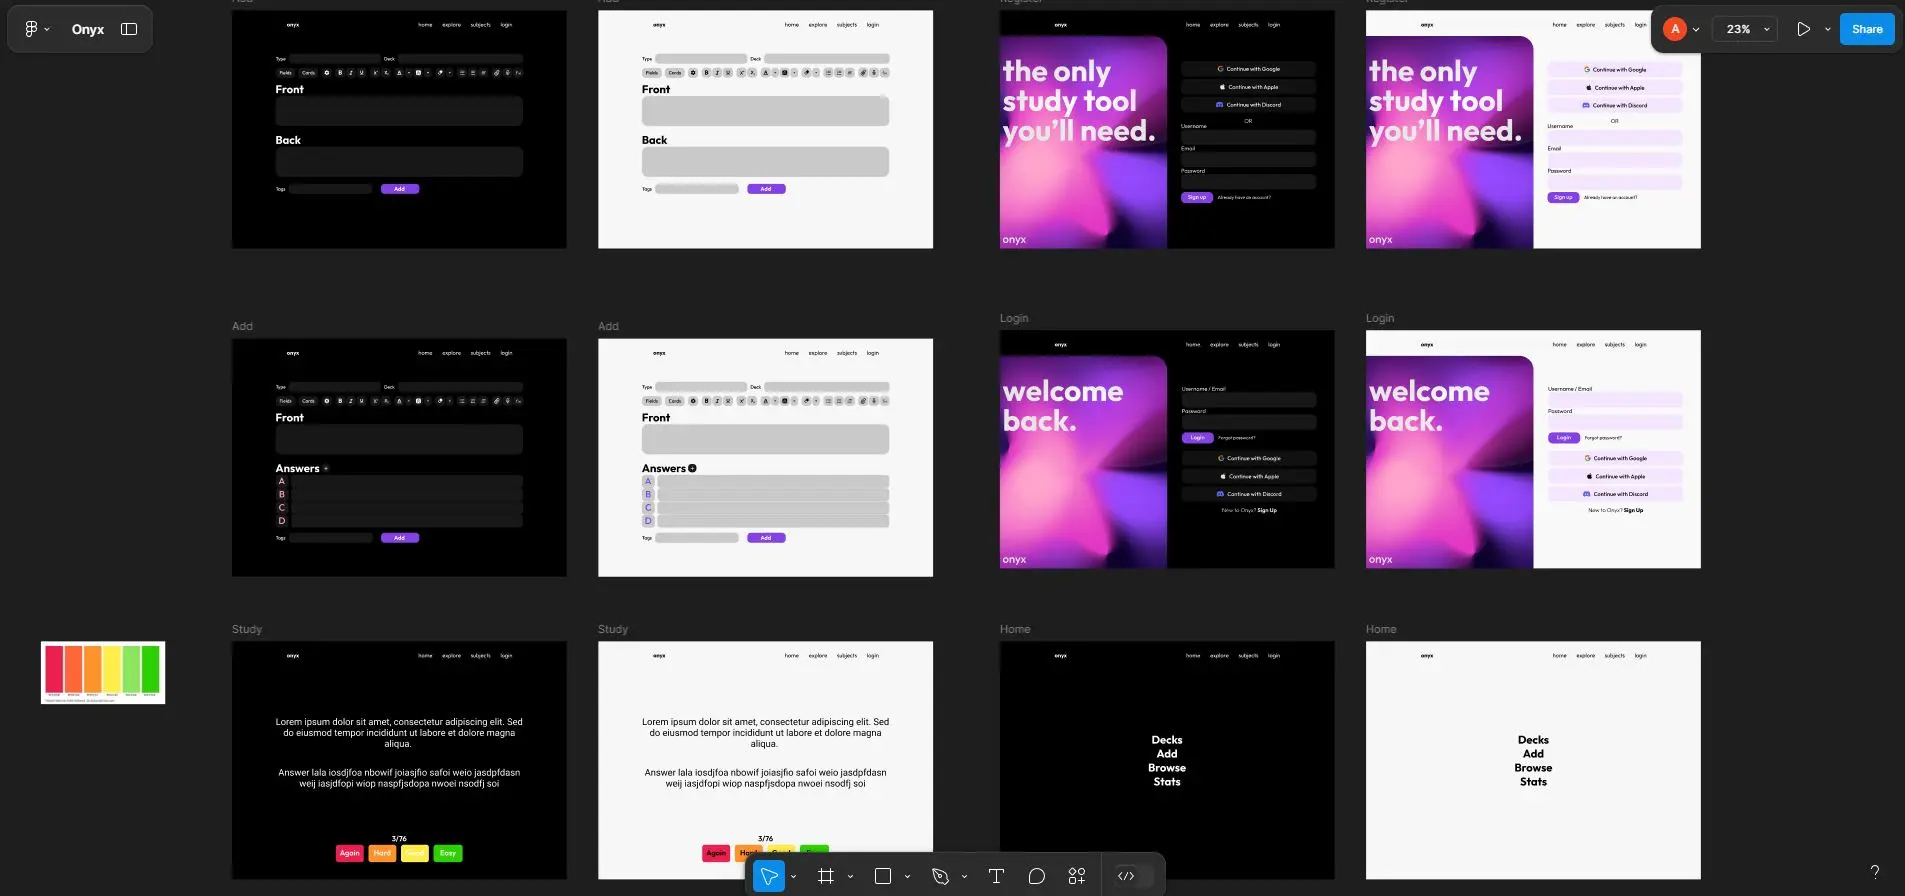 Onyx
A
23%
Share
Add
Add
Register
Register
onyx
home explore subjects login
Type Deck
Fields Cards B I U
Front
Back
Tags Add
onyx
home explore subjects login
Type Deck
Fields Cards B I U
Front
Back
Tags Add
onyx
home explore subjects login
the only
study tool
you'll need.
onyx
Continue with Google
Continue with Apple
Continue with Discord
OR
Username
Email
Password
Sign up Already have an account?
onyx
home explore subjects
the only
study tool
you'll need.
onyx
Continue with Google
Continue with Apple
Continue with Discord
OR
Username
Email
Password
Sign up Already have an account?
Add
onyx
home explore subjects login
Type Deck
Fields Cards B I U
Front
Answers +
A
B
C
D
Tags Add
Add
onyx
home explore subjects login
Type Deck
Fields Cards B I U
Front
Answers +
A
B
C
D
Tags Add
Login
onyx
home explore subjects login
welcome
back.
onyx
Username / Email
Password
Login Forgot password?
Continue with Google
Continue with Apple
Continue with Discord
New to Onyx? Sign Up
Login
onyx
home explore subjects login
welcome
back.
onyx
Username / Email
Password
Login Forgot password?
Continue with Google
Continue with Apple
Continue with Discord
New to Onyx? Sign Up
Study
onyx
home explore subjects login
Lorem ipsum dolor sit amet, consectetur adipiscing elit. Sed
do eiusmod tempor incididunt ut labore et dolore magna
aliqua.
Answer lala iosdjfoa nbowif joiasjfio safoi weio jasdpfdasn
weij iasjdfopi wiop naspfjsdopa nwoei nsodfj soi
3/76
Again Hard Good Easy
Study
onyx
home explore subjects login
Lorem ipsum dolor sit amet, consectetur adipiscing elit. Sed
do eiusmod tempor incididunt ut labore et dolore magna
aliqua.
Answer lala iosdjfoa nbowif joiasjfio safoi weio jasdpfdasn
weij iasjdfopi wiop naspfjsdopa nwoei nsodfj soi
3/76
Again Hard Good
Home
onyx
home explore subjects login
Decks
Add
Browse
Stats
Home
onyx
home explore subjects login
Decks
Add
Browse
Stats
?